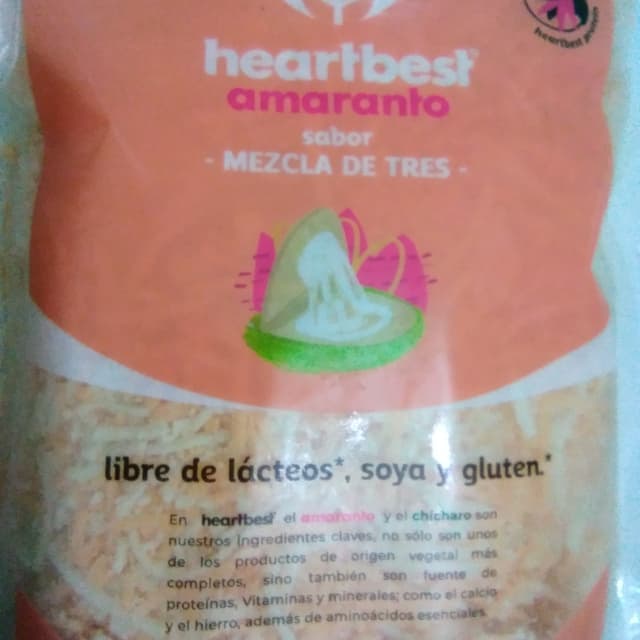 heartbest
heartbest®
amaranto
sabor
- MEZCLA DE TRES -
libre de lácteos*, soya y gluten.*
En heartbest el amaranto y el chícharo son
nuestros ingredientes claves, no sólo son unos
de los productos de origen vegetal más
completos, sino también son fuente de
proteínas, Vitaminas y minerales; como el calcio
y el hierro, además de aminoácidos esenciales.